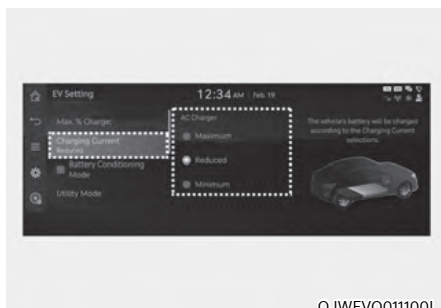 EV Setting
12:34 AM Feb. 19
Max. % Charge:
Charging Current
Reduced
Battery Conditioning
Mode
Utility Mode
AC Charger
Maximum
Reduced
Minimum
The vehicle's battery will be charged
according to the Charging Current
selections.